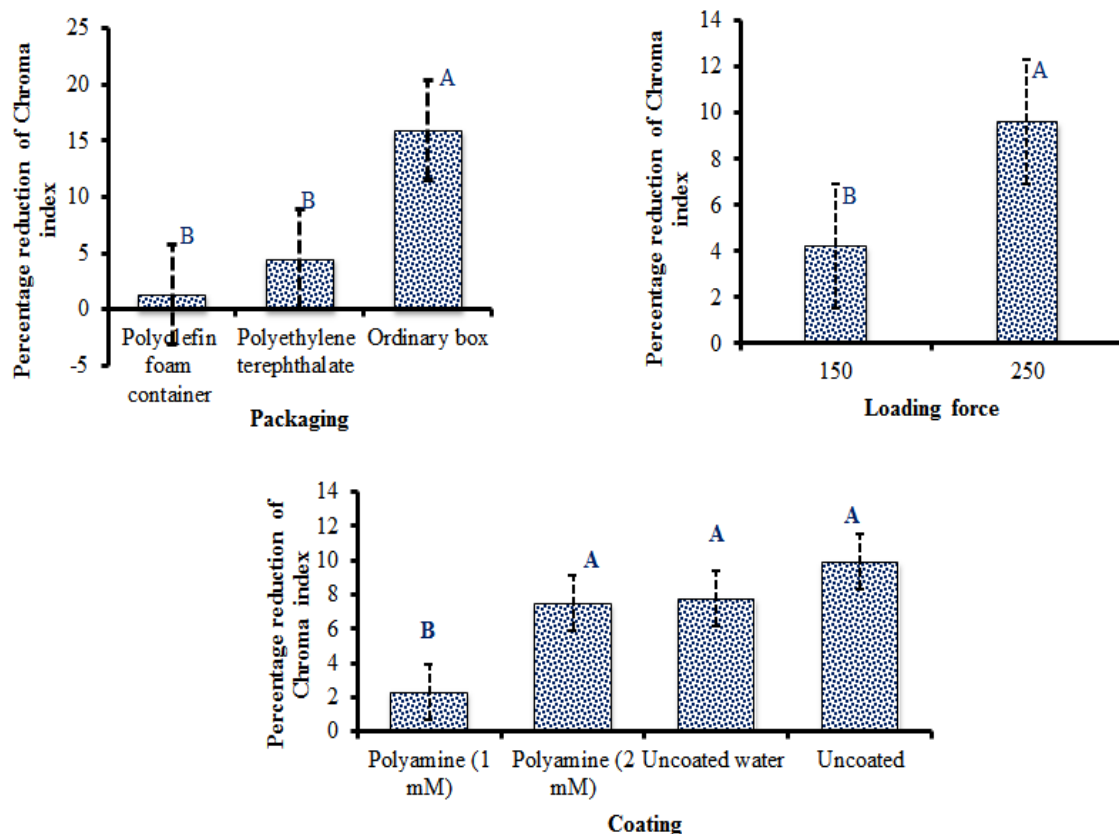 Percentage reduction of Chroma
index
25
20
15
10
5
0
-5
B
B
A
Polyolefin
foam
container
Polyethylene
terephthalate
Ordinary box
Packaging
Percentage reduction of Chroma
index
14
12
10
8
6
4
2
0
B
A
150
250
Loading force
Percentage reduction of
Chroma index
14
12
10
8
6
4
2
0
B
A
A
A
Polyamine (1
mM)
Polyamine (2
mM)
Uncoated water
Uncoated
Coating